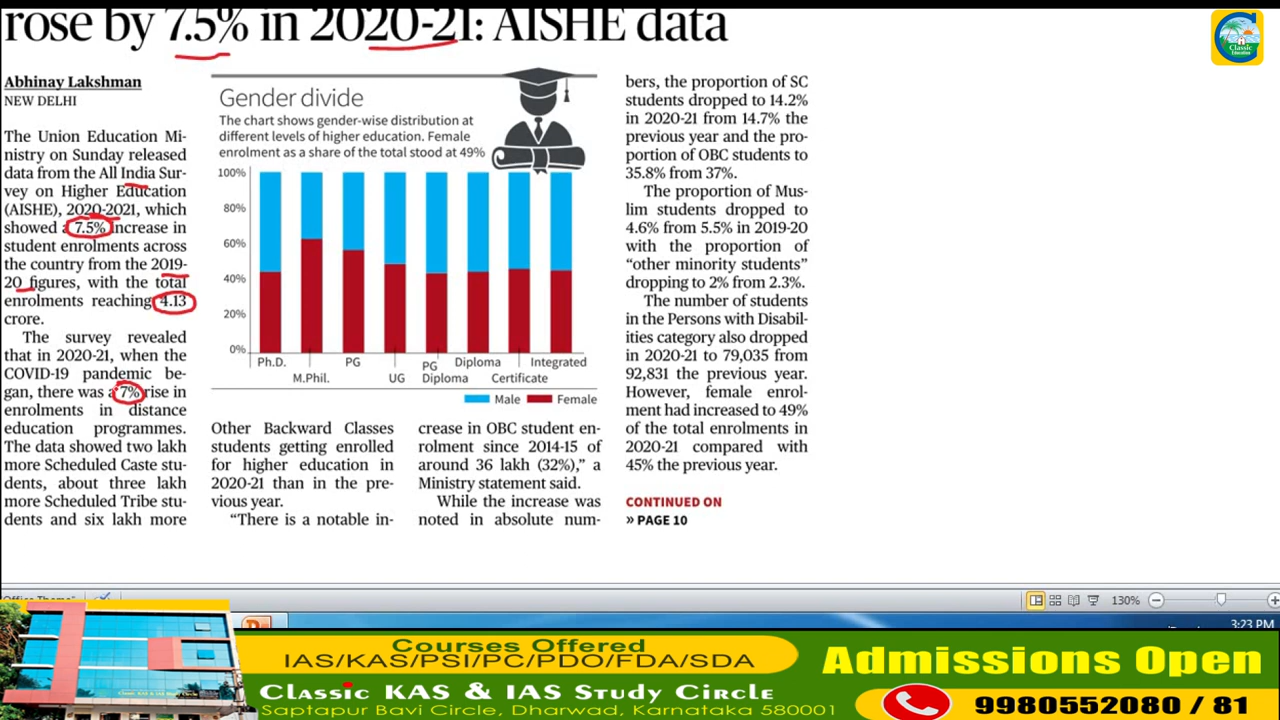 rose by 7.5% in 2020-21: AISHE data
Classic
Education
Abhinay Lakshman
NEW DELHI
The Union Education Mi-
nistry on Sunday released
data from the All India Sur-
vey on Higher Education
(AISHE), 2020-2021, which
showed a 7.5% increase in
student enrolments across
the country from the 2019-
20 figures, with the total
enrolments reaching 4.13
crore.
The survey revealed
that in 2020-21, when the
COVID-19 pandemic be-
gan, there was a 7% rise in
enrolments in distance
education programmes.
The data showed two lakh
more Scheduled Caste stu-
dents, about three lakh
more Scheduled Tribe stu-
dents and six lakh more
Gender divide
The chart shows gender-wise distribution at
different levels of higher education. Female
enrolment as a share of the total stood at 49%
100%
80%
60%
40%
20%
0%
Ph.D.
M.Phil.
PG
UG
PG
Diploma
Diploma
Certificate
Integrated
Male Female
Other Backward Classes
students getting enrolled
for higher education in
2020-21 than in the pre-
vious year.
“There is a notable in-
crease in OBC student en-
rolment since 2014-15 of
around 36 lakh (32%),” a
Ministry statement said.
While the increase was
noted in absolute num-
bers, the proportion of SC
students dropped to 14.2%
in 2020-21 from 14.7% the
previous year and the pro-
portion of OBC students to
35.8% from 37%.
The proportion of Mus-
lim students dropped to
4.6% from 5.5% in 2019-20
with the proportion of
“other minority students”
dropping to 2% from 2.3%.
The number of students
in the Persons with Disabil-
ities category also dropped
in 2020-21 to 79,035 from
92,831 the previous year.
However, female enrol-
ment had increased to 49%
of the total enrolments in
2020-21 compared with
45% the previous year.
CONTINUED ON
» PAGE 10
130%
3:23 PM
Courses Offered
IAS/KAS/PSI/PC/PDO/FDA/SDA
Classic KAS & IAS Study Circle
Saptapur Bavi Circle, Dharwad, Karnataka 580001
Admissions Open
9980552080 / 81